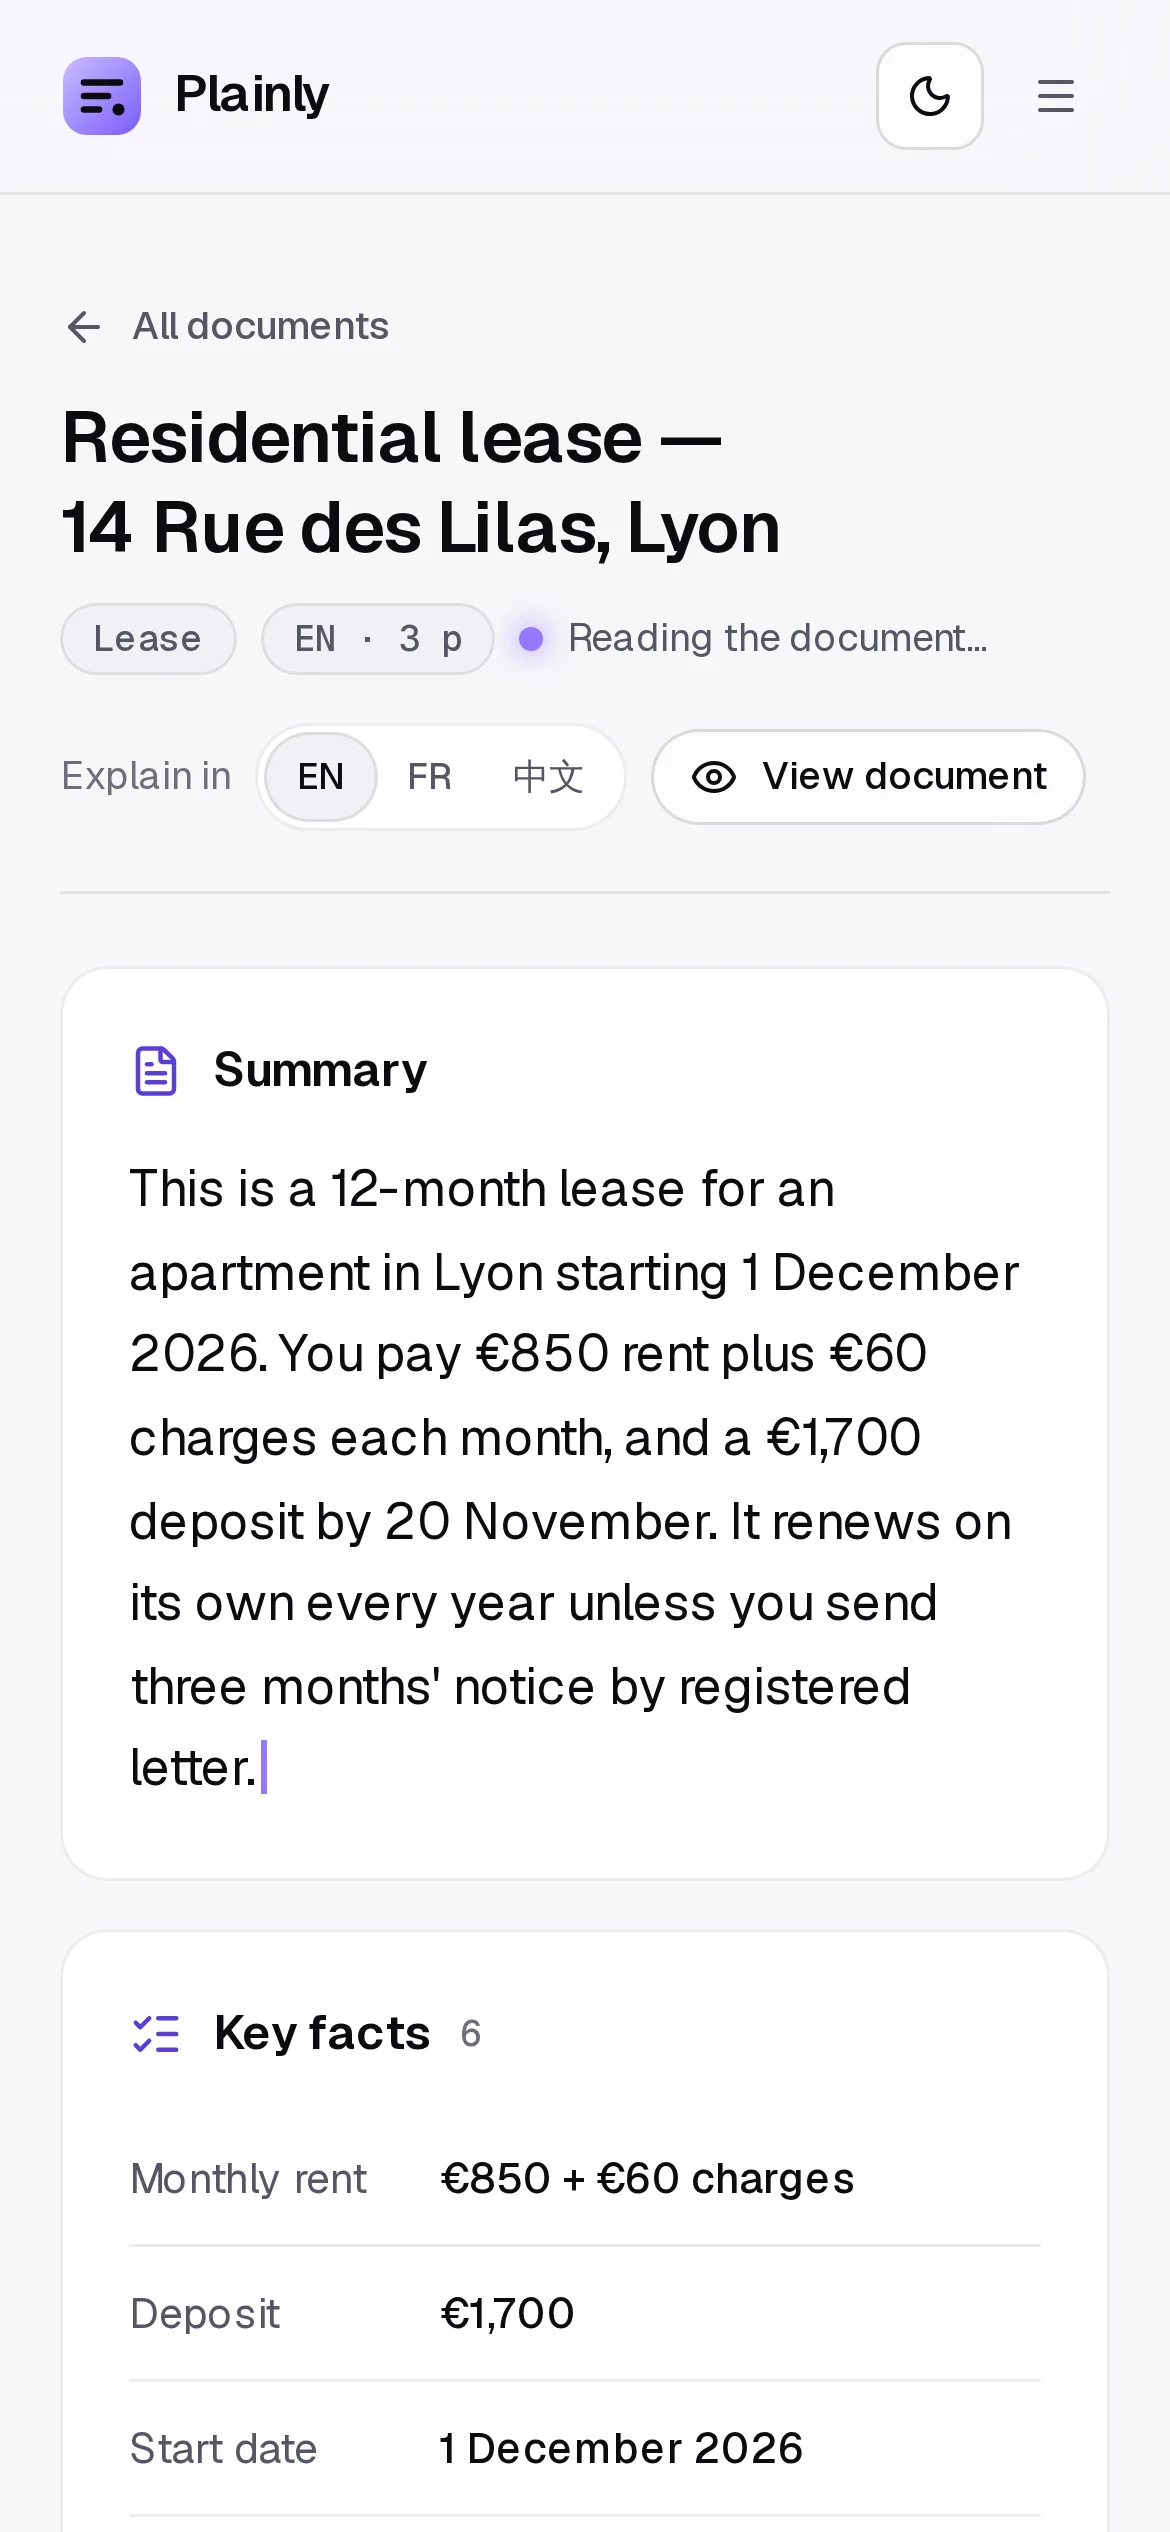 Plainly
All documents
Residential lease —
14 Rue des Lilas, Lyon
Lease
EN · 3 p
Reading the document…
Explain in
EN
FR
中文
View document
Summary
This is a 12-month lease for an
apartment in Lyon starting 1 December
2026. You pay €850 rent plus €60
charges each month, and a €1,700
deposit by 20 November. It renews on
its own every year unless you send
three months' notice by registered
letter.
Key facts 6
Monthly rent €850 + €60 charges
Deposit €1,700
Start date 1 December 2026